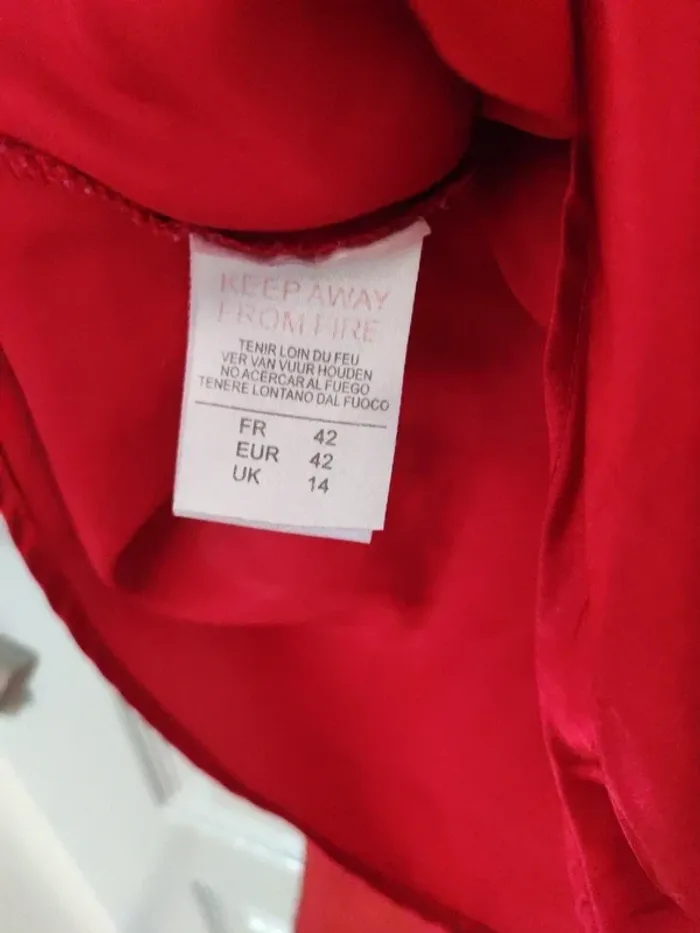 KEEP AWAY
FROM FIRE
TENIR LOIN DU FEU
VER VAN VUUR HOUDEN
NO ACERCAR AL FUEGO
TENERE LONTANO DAL FUOCO
FR 42
EUR 42
UK 14